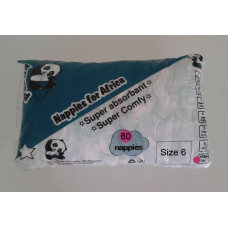 Nappies for Africa
*Super absorbant*
*Super Comfy*
80
nappies
Size 6